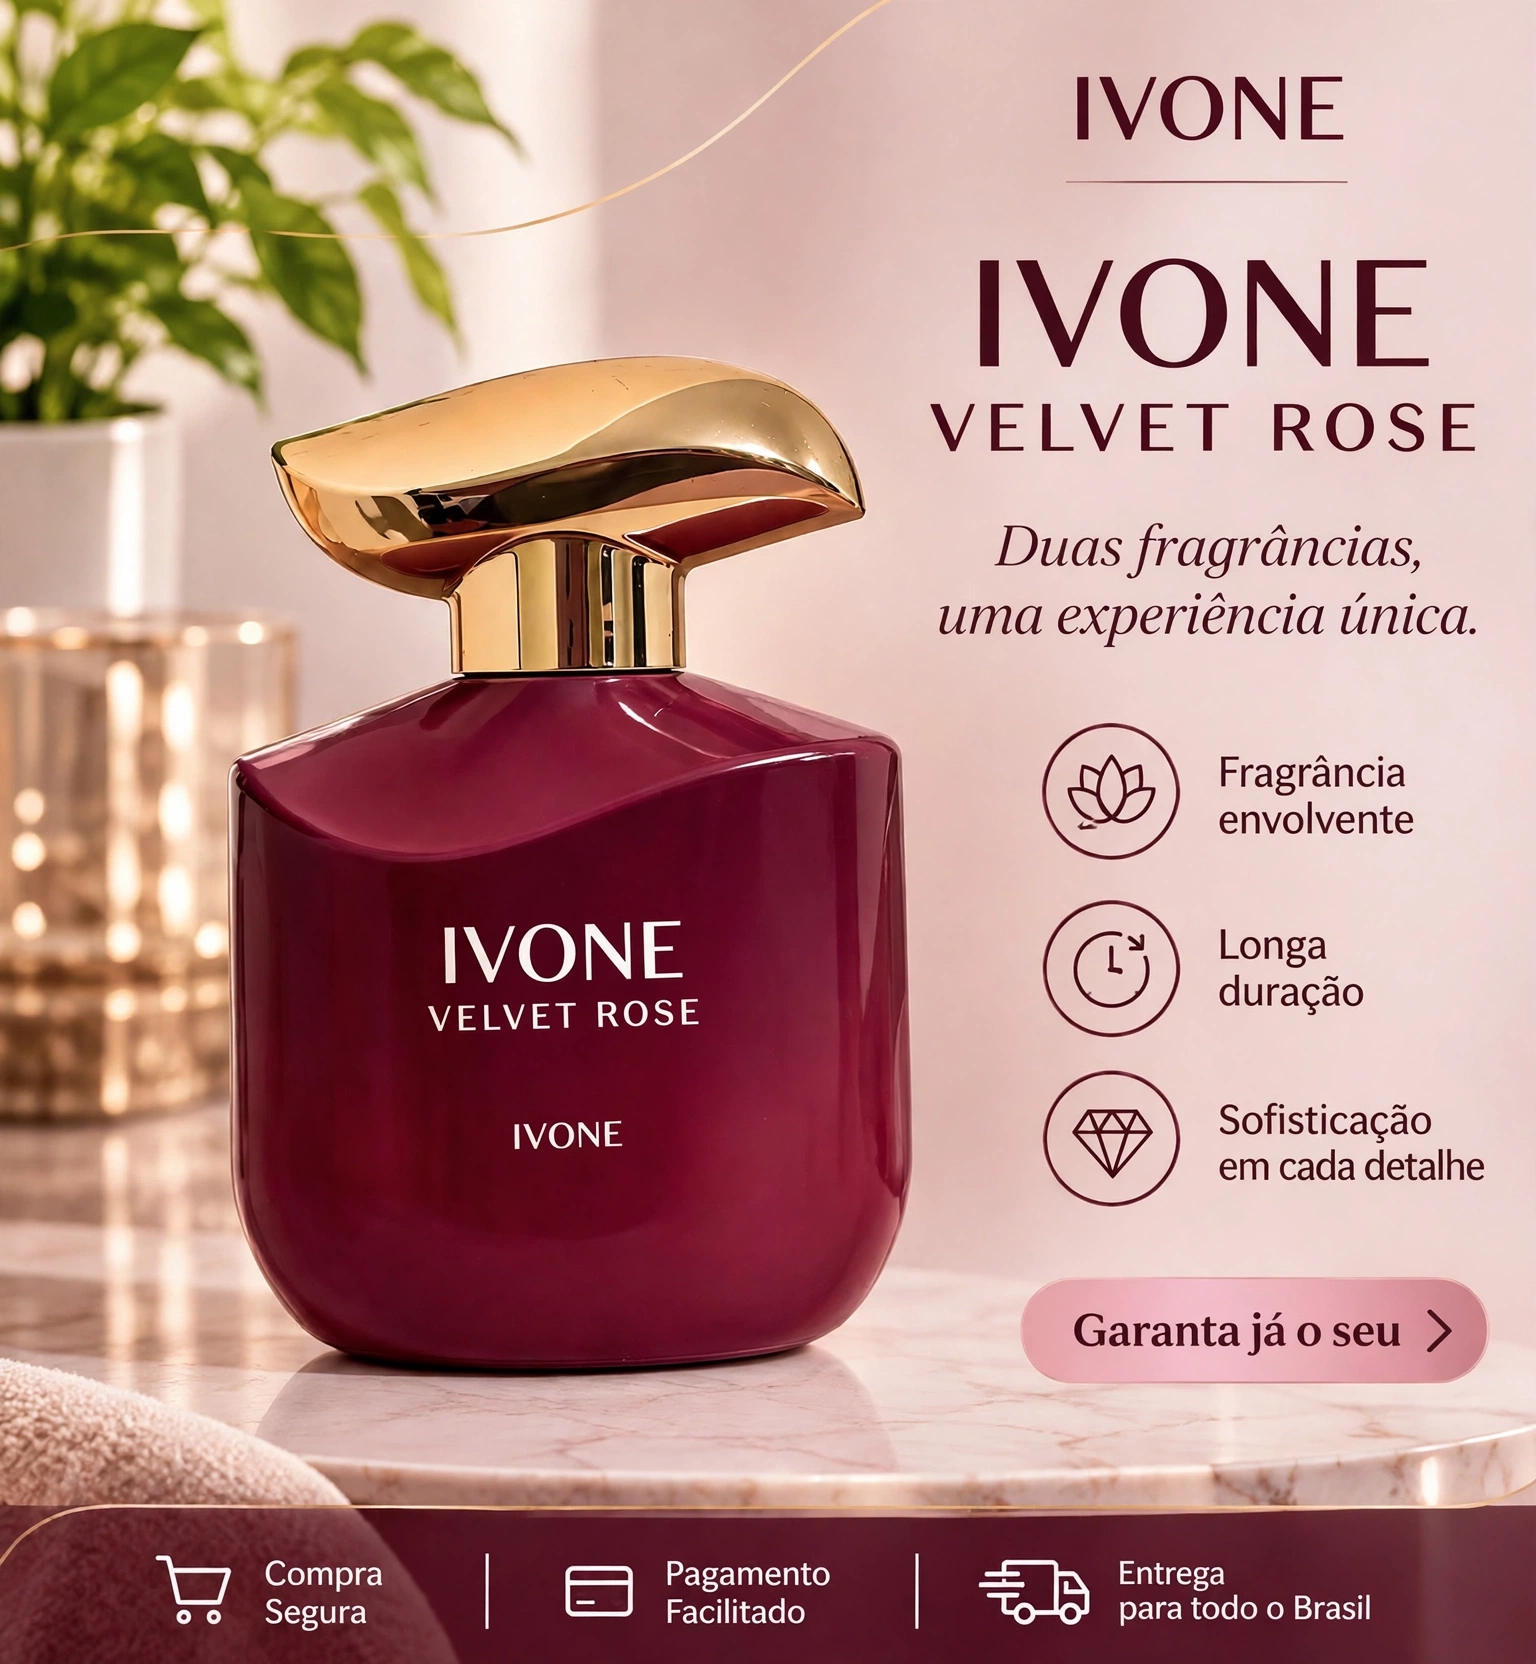 IVONE
IVONE
VELVET ROSE
Duas fragrâncias,
uma experiência única.
Fragrância
envolvente
Longa
duração
Sofisticação
em cada detalhe
Garanta já o seu
IVONE
VELVET ROSE
IVONE
Compra
Segura
Pagamento
Facilitado
Entrega
para todo o Brasil